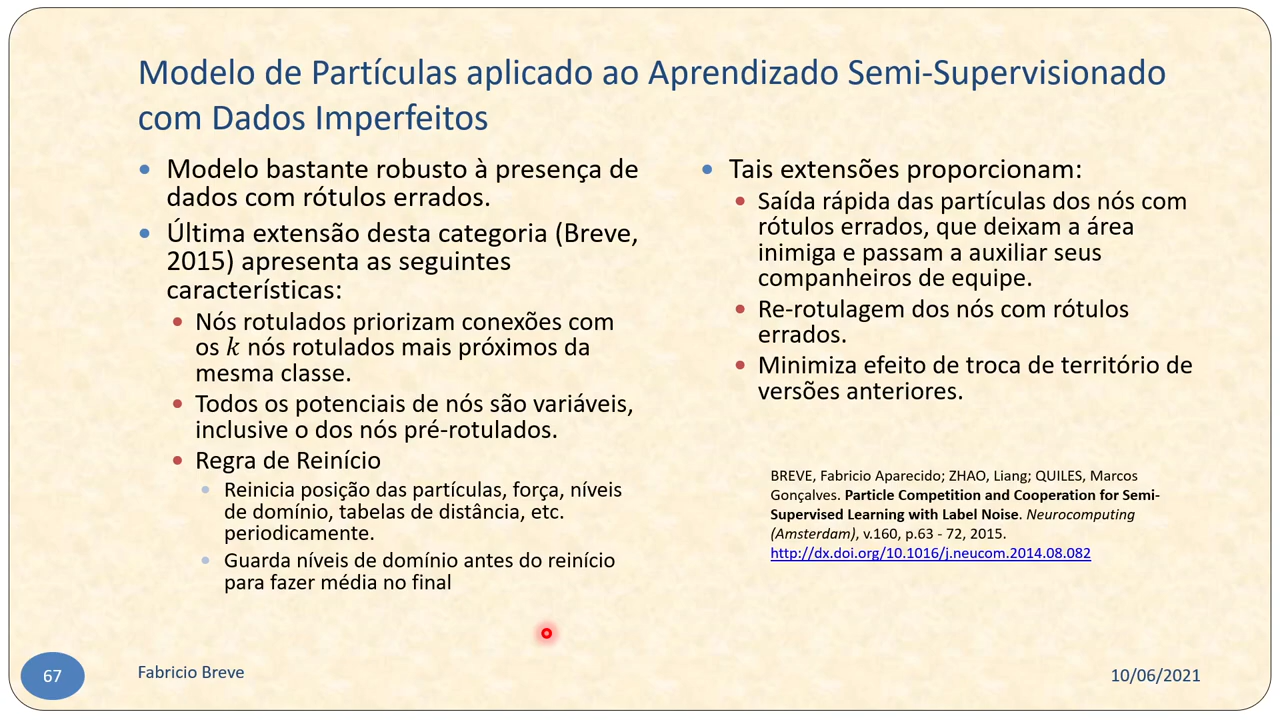 Modelo de Partículas aplicado ao Aprendizado Semi-Supervisionado
com Dados Imperfeitos
• Modelo bastante robusto à presença de
dados com rótulos errados.
• Última extensão desta categoria (Breve,
2015) apresenta as seguintes
características:
• Nós rotulados priorizam conexões com
os k nós rotulados mais próximos da
mesma classe.
• Todos os potenciais de nós são variáveis,
inclusive o dos nós pré-rotulados.
• Regra de Reinício
• Reinicia posição das partículas, força, níveis
de domínio, tabelas de distância, etc.
periodicamente.
• Guarda níveis de domínio antes do reinício
para fazer média no final
• Tais extensões proporcionam:
• Saída rápida das partículas dos nós com
rótulos errados, que deixam a área
inimiga e passam a auxiliar seus
companheiros de equipe.
• Re-rotulagem dos nós com rótulos
errados.
• Minimiza efeito de troca de território de
versões anteriores.
BREVE, Fabricio Aparecido; ZHAO, Liang; QUILES, Marcos
Gonçalves. Particle Competition and Cooperation for Semi-
Supervised Learning with Label Noise. Neurocomputing
(Amsterdam), v.160, p.63 - 72, 2015.
http://dx.doi.org/10.1016/j.neucom.2014.08.082
67
Fabricio Breve
10/06/2021